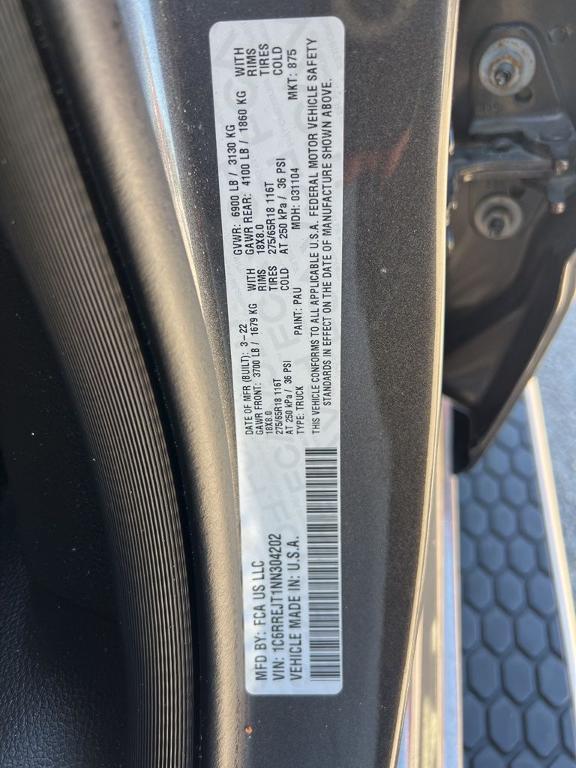 MFD BY: FCA US LLC
VIN: 1C6RREJT1NN304202
VEHICLE MADE IN: U.S.A.
DATE OF MFR (BUILT): 3-22 GVWR: 6900 LB / 3130 KG
GAWR FRONT: 3700 LB / 1679 KG WITH GAWR REAR: 4100 LB / 1860 KG WITH
18X8.0 RIMS 18X8.0 RIMS
275/65R18 116T TIRES 275/65R18 116T TIRES
AT 250 kPa / 36 PSI COLD AT 250 kPa / 36 PSI COLD
TYPE: TRUCK PAINT: PAU MDH: 031104 MKT: 875
THIS VEHICLE CONFORMS TO ALL APPLICABLE U.S.A. FEDERAL MOTOR VEHICLE SAFETY
STANDARDS IN EFFECT ON THE DATE OF MANUFACTURE SHOWN ABOVE.